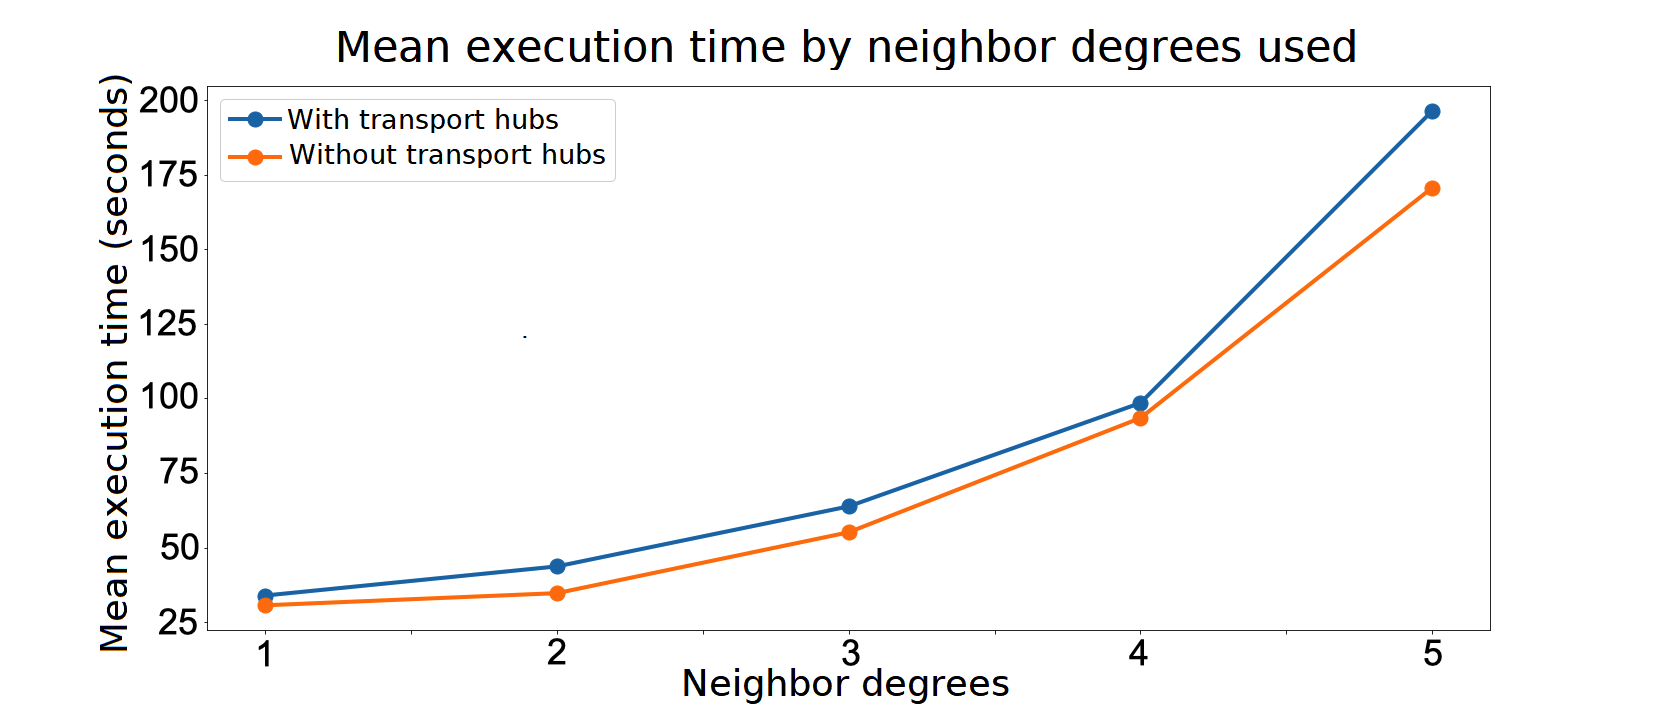 Mean execution time by neighbor degrees used
Mean execution time (seconds)
200
175
150
125
100
75
50
25
With transport hubs
Without transport hubs
1 2 3 4 5
Neighbor degrees